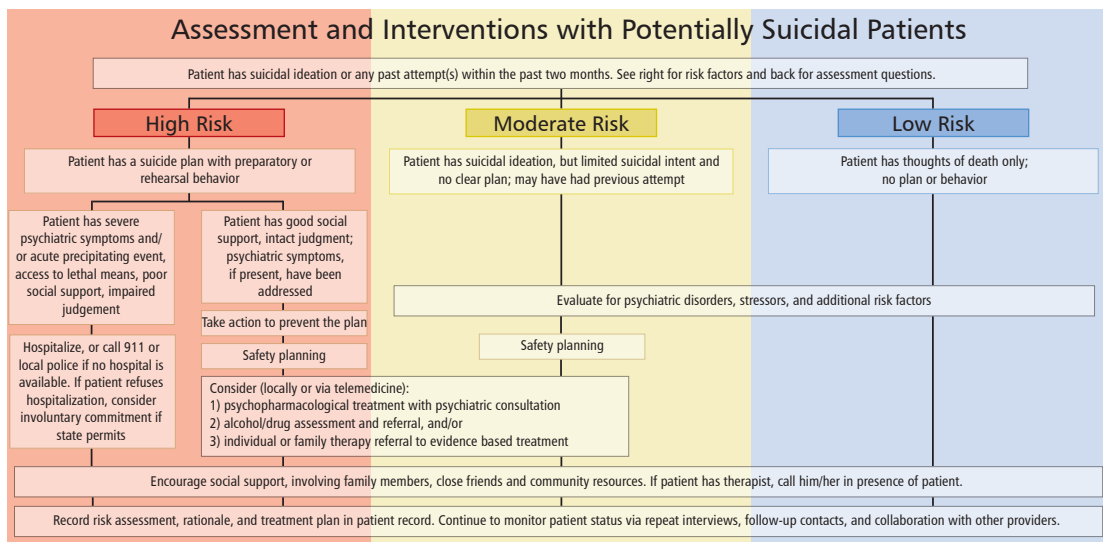 Assessment and Interventions with Potentially Suicidal Patients
Patient has suicidal ideation or any past attempt(s) within the past two months. See right for risk factors and back for assessment questions.
High Risk
Moderate Risk
Low Risk
Patient has a suicide plan with preparatory or
rehearsal behavior
Patient has suicidal ideation, but limited suicidal intent and
no clear plan; may have had previous attempt
Patient has thoughts of death only;
no plan or behavior
Patient has severe
psychiatric symptoms and/
or acute precipitating event,
access to lethal means, poor
social support, impaired
judgement
Patient has good social
support, intact judgment;
psychiatric symptoms,
if present, have been
addressed
Evaluate for psychiatric disorders, stressors, and additional risk factors
Take action to prevent the plan
Hospitalize, or call 911 or
local police if no hospital is
available. If patient refuses
hospitalization, consider
involuntary commitment if
state permits
Safety planning
Safety planning
Consider (locally or via telemedicine):
1) psychopharmacological treatment with psychiatric consultation
2) alcohol/drug assessment and referral, and/or
3) individual or family therapy referral to evidence based treatment
Encourage social support, involving family members, close friends and community resources. If patient has therapist, call him/her in presence of patient.
Record risk assessment, rationale, and treatment plan in patient record. Continue to monitor patient status via repeat interviews, follow-up contacts, and collaboration with other providers.